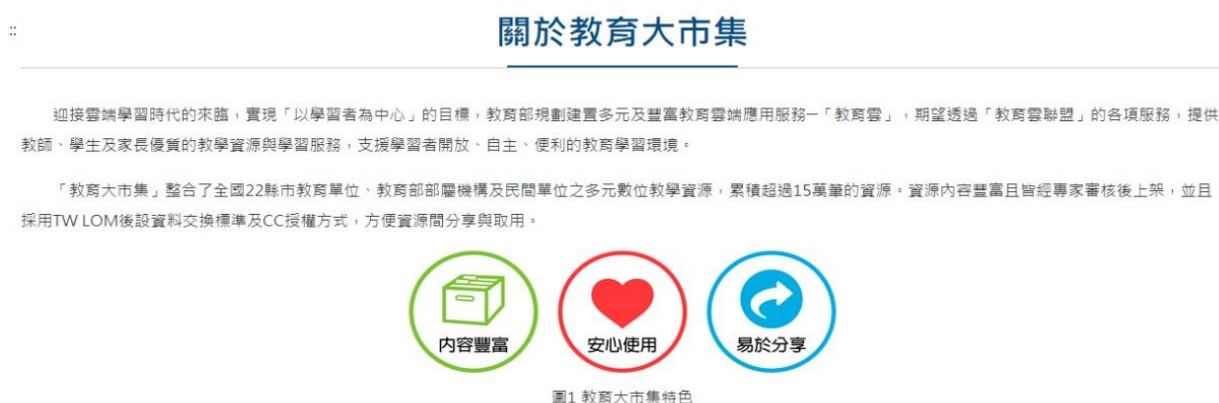 :::
關於教育大市集
迎接雲端學習時代的來臨，實現「以學習者為中心」的目標，教育部規劃建置多元及豐富教育雲端應用服務─「教育雲」，期望透過「教育雲聯盟」的各項服務，提供
教師、學生及家長優質的教學資源與學習服務，支援學習者開放、自主、便利的教育學習環境。
「教育大市集」整合了全國22縣市教育單位、教育部部屬機構及民間單位之多元數位教學資源，累積超過15萬筆的資源。資源內容豐富且皆經專家審核後上架，並且
採用TW LOM後設資料交換標準及CC授權方式，方便資源間分享與取用。
內容豐富
安心使用
易於分享
圖1 教育大市集特色